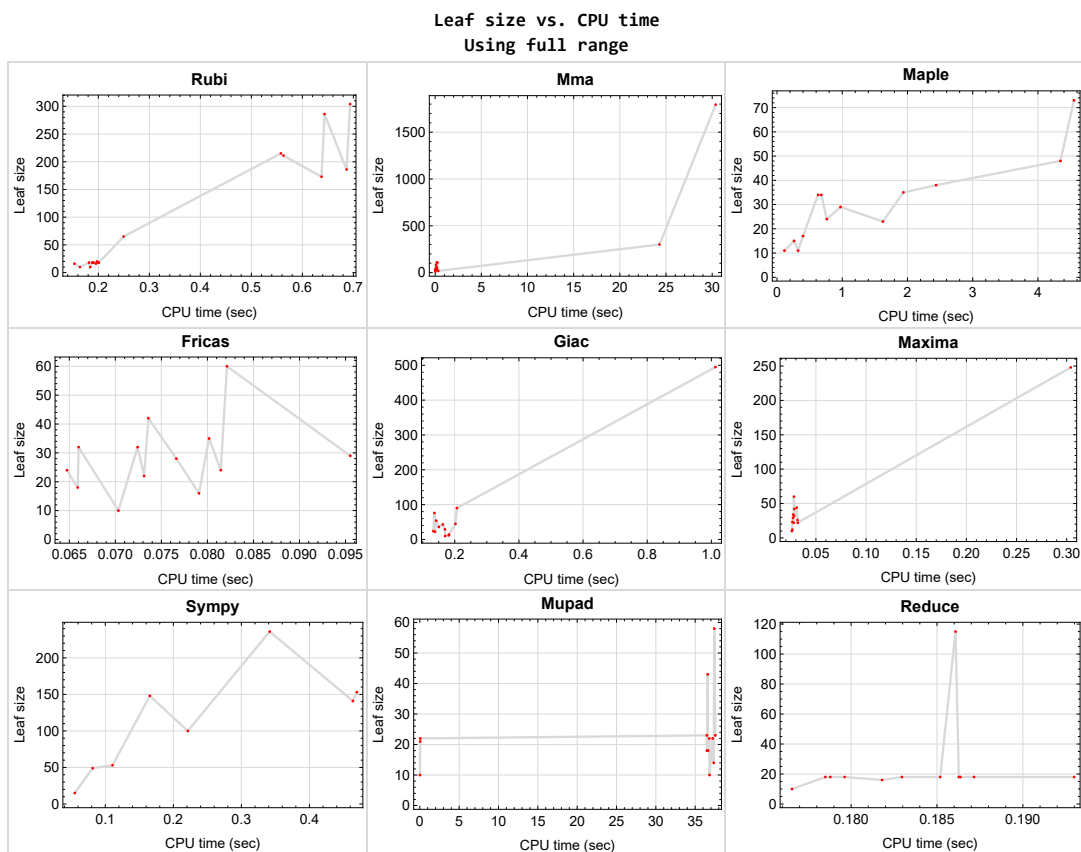 Leaf size vs. CPU time
Using full range
Rubi
Leaf size
300
250
200
150
100
50
0
0.2 0.3 0.4 0.5 0.6 0.7
CPU time (sec)
Mma
Leaf size
1500
1000
500
0
0 5 10 15 20 25 30
CPU time (sec)
Maple
Leaf size
70
60
50
40
30
20
10
0
0 1 2 3 4
CPU time (sec)
Fricas
Leaf size
60
50
40
30
20
10
0
0.065 0.070 0.075 0.080 0.085 0.090 0.095
CPU time (sec)
Giac
Leaf size
500
400
300
200
100
0
0.2 0.4 0.6 0.8 1.0
CPU time (sec)
Maxima
Leaf size
250
200
150
100
50
0
0.05 0.10 0.15 0.20 0.25 0.30
CPU time (sec)
Sympy
Leaf size
200
150
100
50
0
0.1 0.2 0.3 0.4
CPU time (sec)
Mupad
Leaf size
60
50
40
30
20
10
0
0 5 10 15 20 25 30 35
CPU time (sec)
Reduce
Leaf size
120
100
80
60
40
20
0
0.180 0.185 0.190
CPU time (sec)